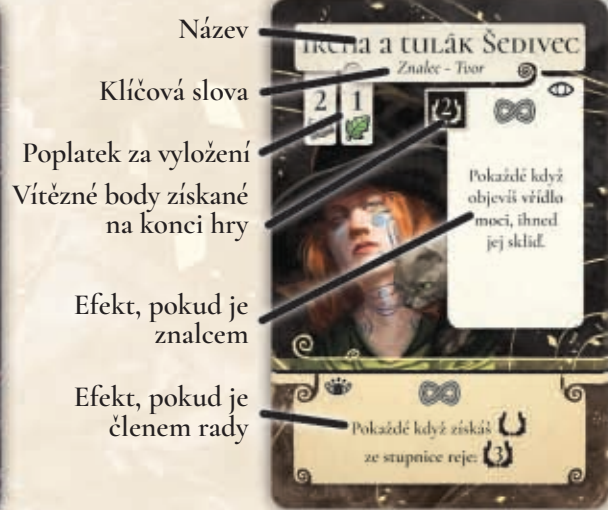 Název
Klíčová slova
Poplatek za vyložení
Vítězné body získané
na konci hry
Efekt, pokud je
znalcem
Efekt, pokud je
členem rady
Irena a tulák Šedivec
Znalec - Tvor
2 1
2
Pokaždé když
objevíš vřídlo
moci, ihned
jej skliď.
Pokaždé když získáš
ze stupnice reje: 3